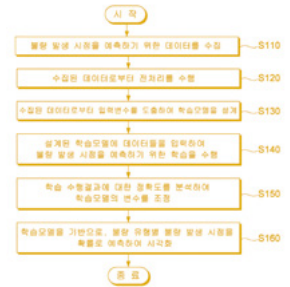 시 작
불량 발생 시점을 예측하기 위한 데이터를 수집
S110
수집된 데이터로부터 전처리를 수행
S120
수집된 데이터로부터 입력변수를 도출하여 학습모델을 설계
S130
설계된 학습모델에 데이터들을 입력하여
불량 발생 시점을 예측하기 위한 학습을 수행
S140
학습 수행결과에 대한 정확도를 분석하여
학습모델의 변수를 조정
S150
학습모델을 기반으로, 불량 유형별 불량 발생 시점을
확률로 예측하여 시각화
S160
종 료